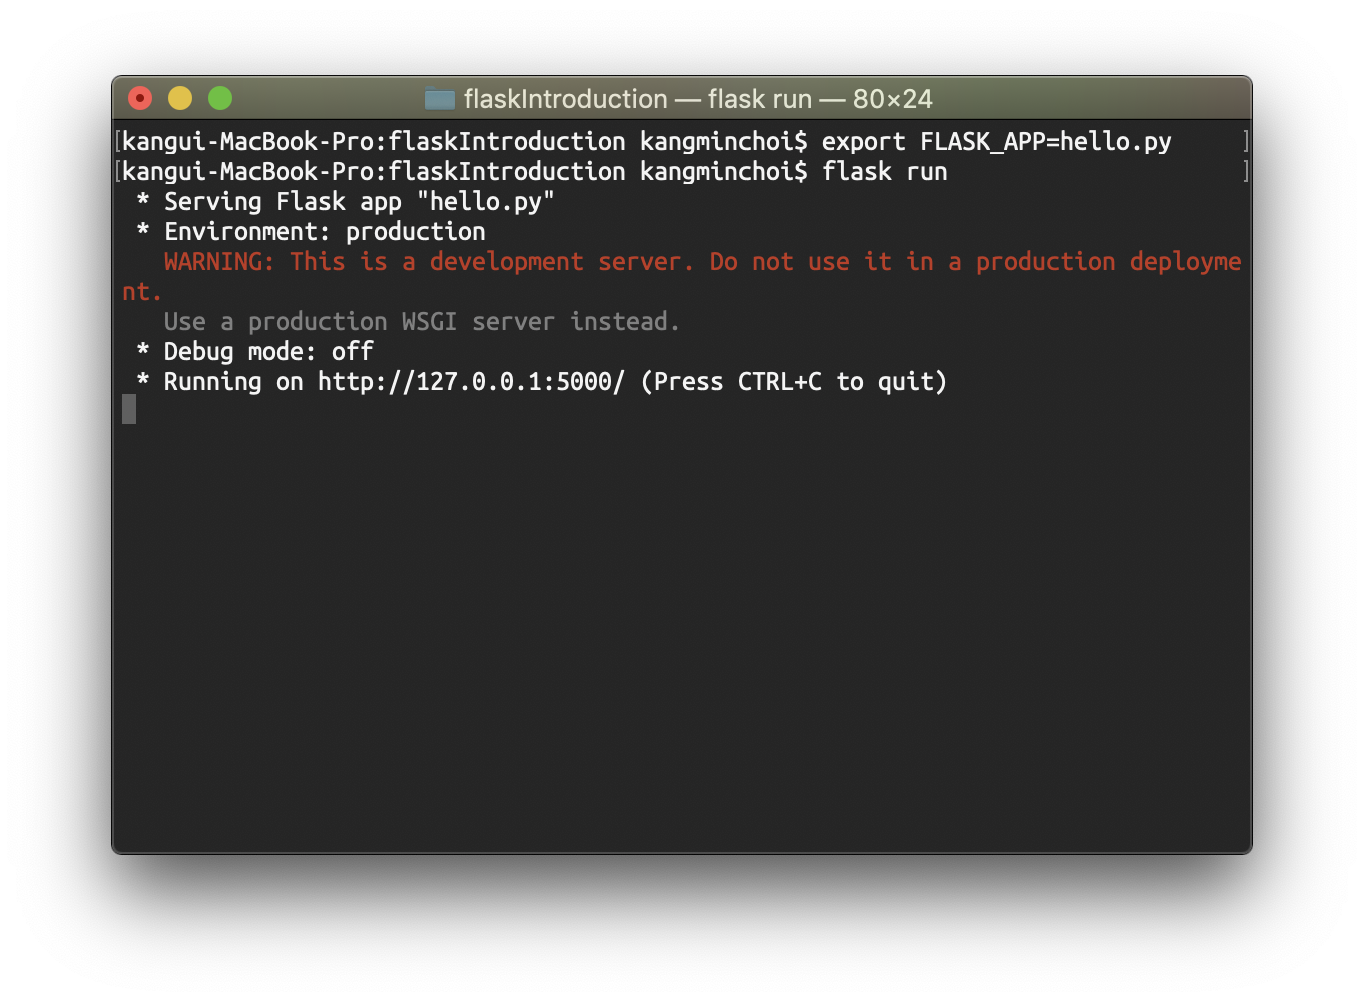 flaskIntroduction — flask run — 80×24
[kangui-MacBook-Pro:flaskIntroduction kangminchoi$ export FLASK_APP=hello.py ]
[kangui-MacBook-Pro:flaskIntroduction kangminchoi$ flask run ]
* Serving Flask app "hello.py"
* Environment: production
WARNING: This is a development server. Do not use it in a production deployme
nt.
Use a production WSGI server instead.
* Debug mode: off
* Running on http://127.0.0.1:5000/ (Press CTRL+C to quit)